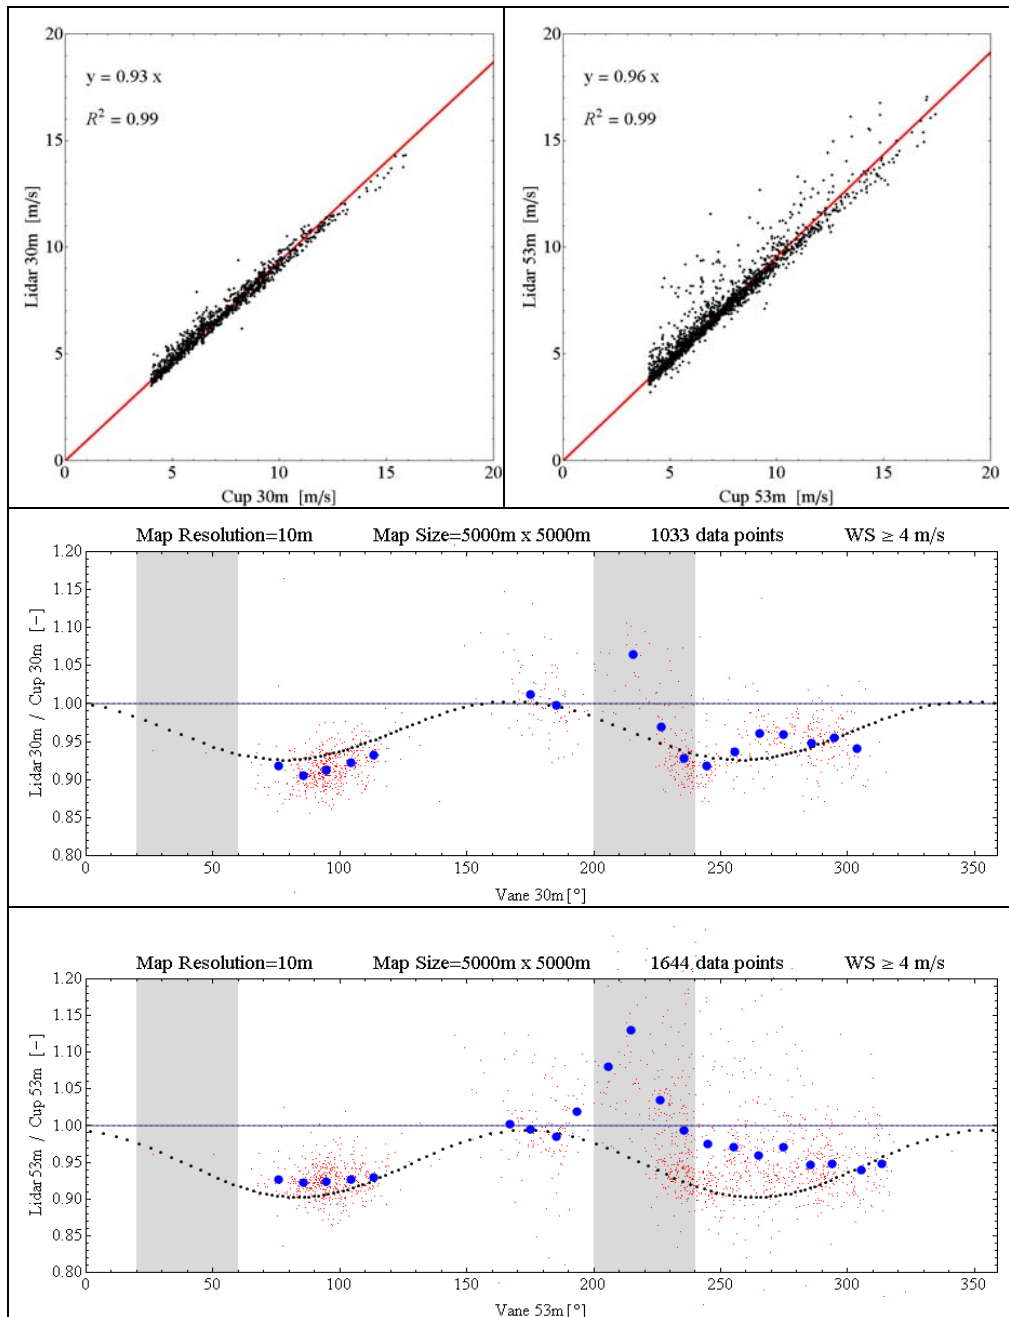 20
15
10
5
0
y = 0.93 x
R² = 0.99
Lidar 30m [m/s]
0 5 10 15 20
Cup 30m [m/s]
20
15
10
5
0
y = 0.96 x
R² = 0.99
Lidar 53m [m/s]
0 5 10 15 20
Cup 53m [m/s]
Map Resolution=10m Map Size=5000m x 5000m 1033 data points WS ≥ 4 m/s
1.20
1.15
1.10
1.05
1.00
0.95
0.90
0.85
0.80
Lidar30m / Cup 30m [-]
0 50 100 150 200 250 300 350
Vane 30m[°]
Map Resolution=10m Map Size=5000m x 5000m 1644 data points WS ≥ 4 m/s
1.20
1.15
1.10
1.05
1.00
0.95
0.90
0.85
0.80
Lidar53m / Cup 53m [-]
0 50 100 150 200 250 300 350
Vane 53m[°]